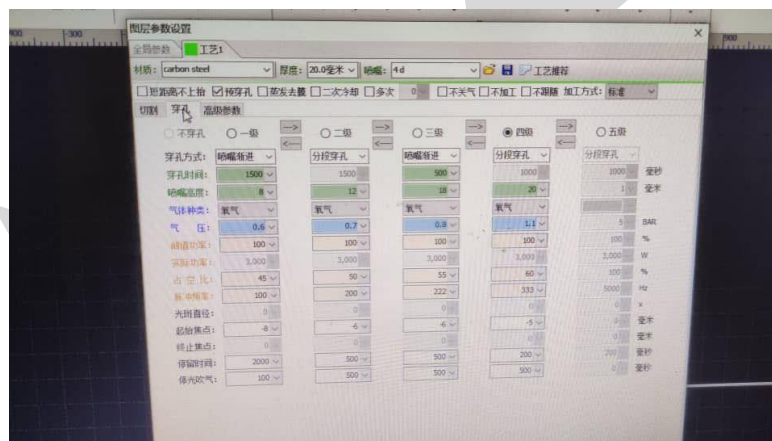 -300
900
图层参数设置 ×
全局参数 工艺1
材质: carbon steel 厚度: 20.0毫米 喷嘴: 4 d 工艺推荐
短距离不上抬 预穿孔 蒸发去膜 二次冷却 多次 0 不关气 不加工 不跟随 加工方式: 标准
切割 穿孔 高级参数
不穿孔 一级 --> <--- 二级 --> <--- 三级 --> <--- 四级 --> <--- 五级
穿孔方式: 喷嘴渐进 分段穿孔 喷嘴渐进 分段穿孔 分段穿孔
穿孔时间: 1500 1500 500 1000 1000 毫秒
喷嘴高度: 8 12 18 20 1 毫米
气体种类: 氧气 氧气 氧气 氧气
气 压: 0.6 0.7 0.8 1.1 5 BAR
峰值功率: 100 100 100 100 100 %
实际功率: 3,000 3,000 3,000 3,000 3,000 W
占 空 比: 45 50 55 60 100 %
脉冲频率: 100 200 222 333 5000 Hz
光斑直径: 0 0 0 0 0 x
起始焦点: -8 -6 -6 -5 0 毫米
终止焦点: 0 0 0 0 0 毫米
停留时间: 2000 500 500 200 200 毫秒
停光吹气: 100 500 500 500 0 毫秒